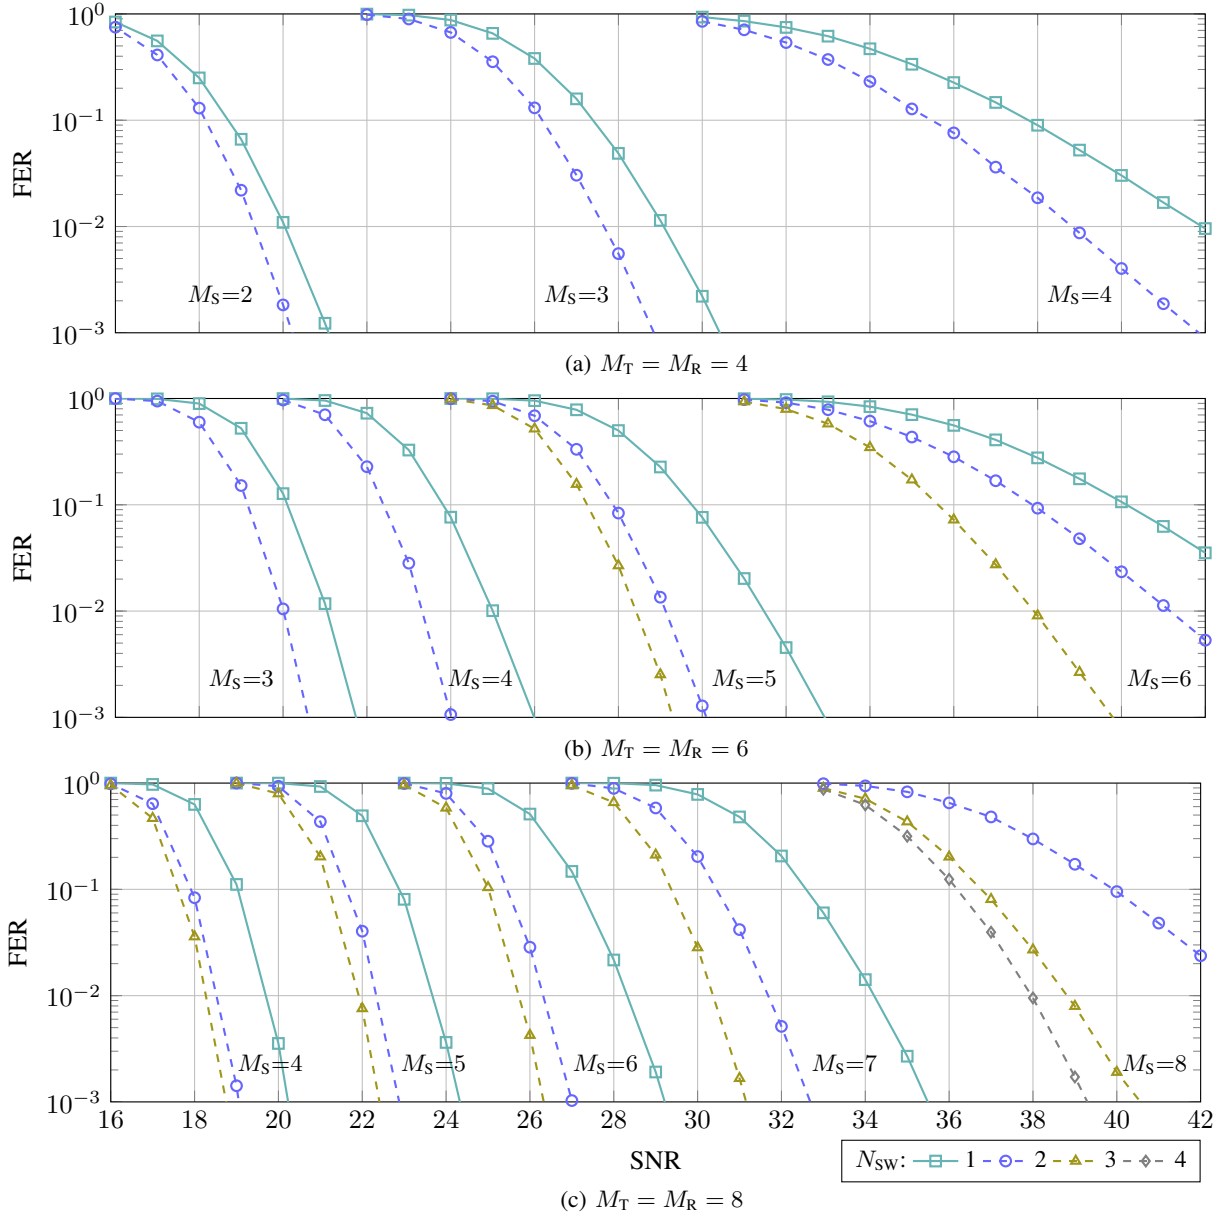 10^0
10^{-1}
10^{-2}
10^{-3}
FER
M_S=2
M_S=3
M_S=4
(a) M_T = M_R = 4
10^0
10^{-1}
10^{-2}
10^{-3}
FER
M_S=3
M_S=4
M_S=5
M_S=6
(b) M_T = M_R = 6
10^0
10^{-1}
10^{-2}
10^{-3}
FER
M_S=4
M_S=5
M_S=6
M_S=7
M_S=8
16 18 20 22 24 26 28 30 32 34 36 38 40 42
SNR
N_SW: 1 2 3 4
(c) M_T = M_R = 8